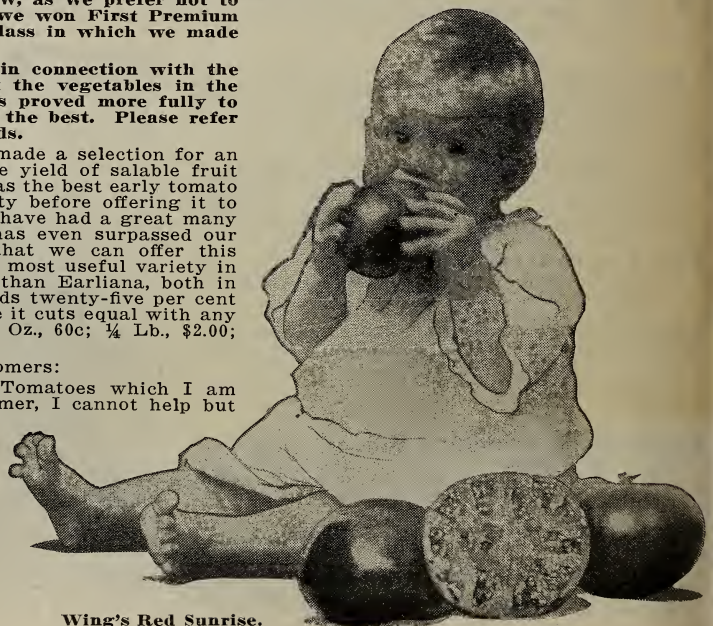 as we prefer not to
we won First Premium
lass in which we made
in connection with the
the vegetables in the
s proved more fully to
the best. Please refer
ds.
made a selection for an
e yield of salable fruit
as the best early tomato
ty before offering it to
have had a great many
has even surpassed our
that we can offer this
most useful variety in
than Earliana, both in
ds twenty-five per cent
e it cuts equal with any
Oz., 60c; ¼ Lb., $2.00;
omers:
Tomatoes which I am
mer, I cannot help but
Wing's Red Sunrise.